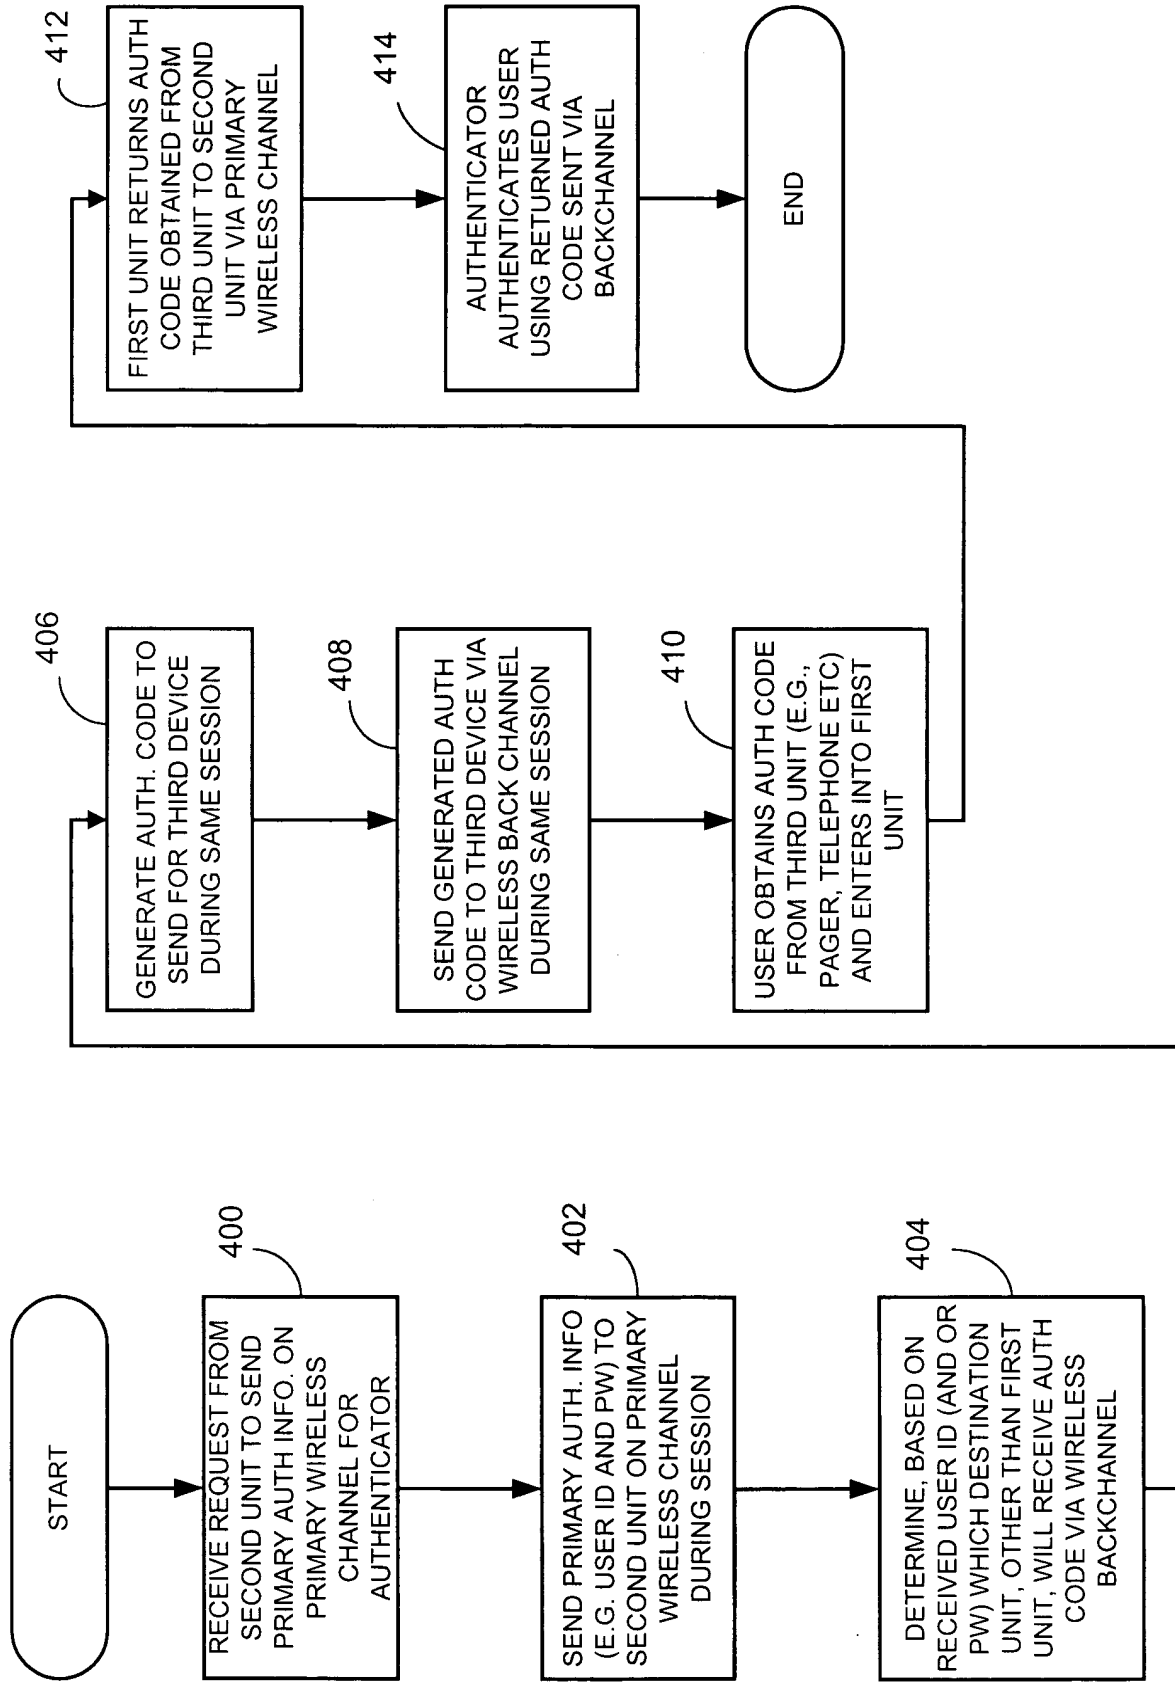 START
400
RECEIVE REQUEST FROM
SECOND UNIT TO SEND
PRIMARY AUTH INFO. ON
PRIMARY WIRELESS
CHANNEL FOR
AUTHENTICATOR
402
SEND PRIMARY AUTH. INFO
(E.G. USER ID AND PW) TO
SECOND UNIT ON PRIMARY
WIRELESS CHANNEL
DURING SESSION
404
DETERMINE, BASED ON
RECEIVED USER ID (AND OR
PW) WHICH DESTINATION
UNIT, OTHER THAN FIRST
UNIT, WILL RECEIVE AUTH
CODE VIA WIRELESS
BACKCHANNEL
406
GENERATE AUTH. CODE TO
SEND FOR THIRD DEVICE
DURING SAME SESSION
408
SEND GENERATED AUTH
CODE TO THIRD DEVICE VIA
WIRELESS BACK CHANNEL
DURING SAME SESSION
410
USER OBTAINS AUTH CODE
FROM THIRD UNIT (E.G.,
PAGER, TELEPHONE ETC)
AND ENTERS INTO FIRST
UNIT
412
FIRST UNIT RETURNS AUTH
CODE OBTAINED FROM
THIRD UNIT TO SECOND
UNIT VIA PRIMARY
WIRELESS CHANNEL
414
AUTHENTICATOR
AUTHENTICATES USER
USING RETURNED AUTH
CODE SENT VIA
BACKCHANNEL
END